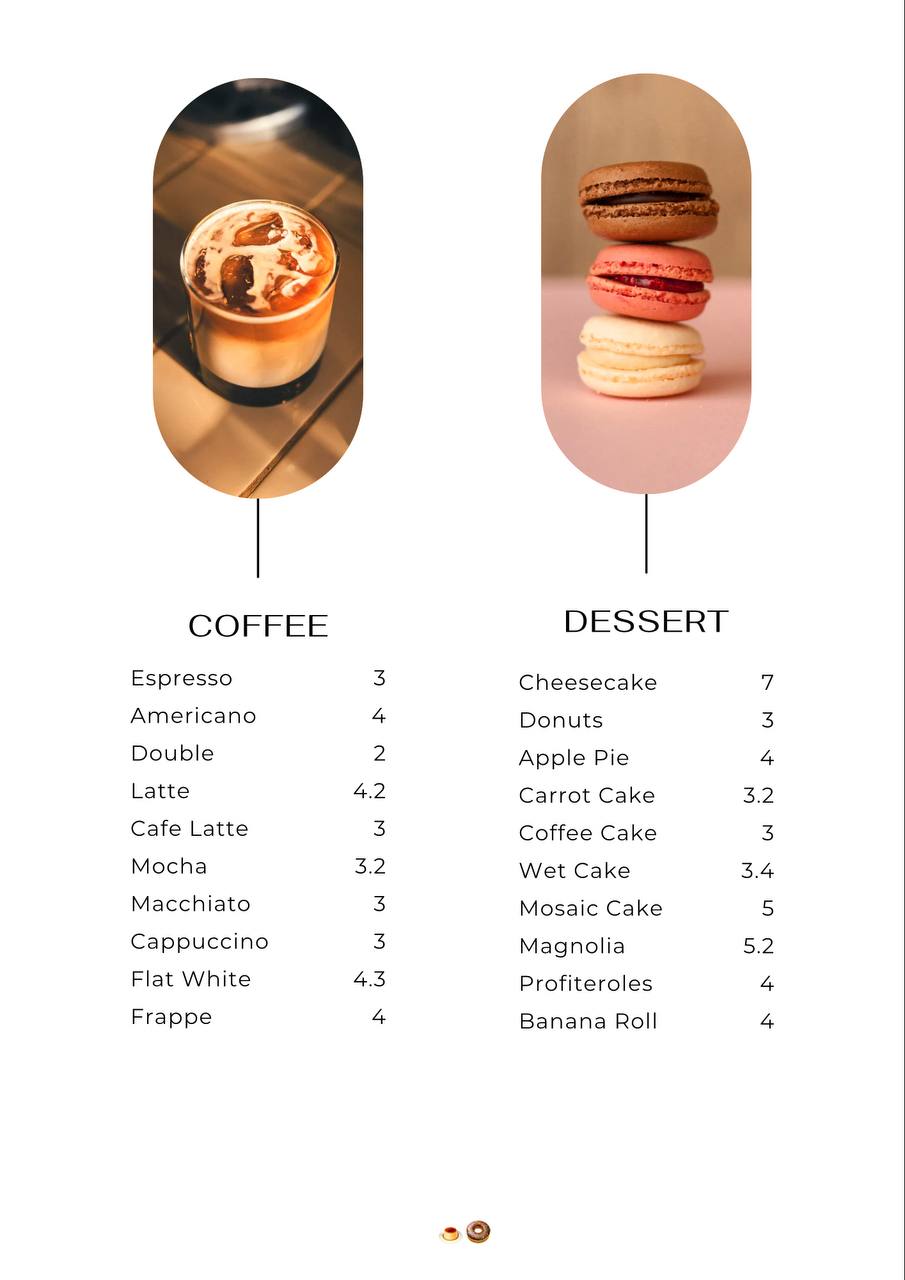 COFFEE
Espresso 3
Americano 4
Double 2
Latte 4.2
Cafe Latte 3
Mocha 3.2
Macchiato 3
Cappuccino 3
Flat White 4.3
Frappe 4
DESSERT
Cheesecake 7
Donuts 3
Apple Pie 4
Carrot Cake 3.2
Coffee Cake 3
Wet Cake 3.4
Mosaic Cake 5
Magnolia 5.2
Profiteroles 4
Banana Roll 4